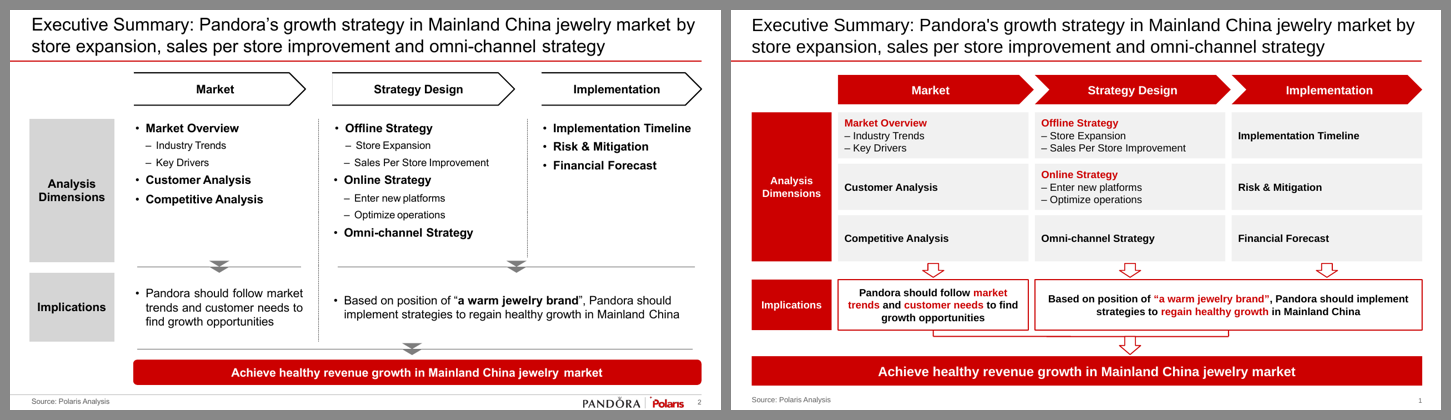 Executive Summary: Pandora’s growth strategy in Mainland China jewelry market by
store expansion, sales per store improvement and omni-channel strategy
Market
Strategy Design
Implementation
Analysis
Dimensions
• Market Overview
– Industry Trends
– Key Drivers
• Customer Analysis
• Competitive Analysis
• Offline Strategy
– Store Expansion
– Sales Per Store Improvement
• Online Strategy
– Enter new platforms
– Optimize operations
• Omni-channel Strategy
• Implementation Timeline
• Risk & Mitigation
• Financial Forecast
Implications
• Pandora should follow market
trends and customer needs to
find growth opportunities
• Based on position of “a warm jewelry brand”, Pandora should
implement strategies to regain healthy growth in Mainland China
Achieve healthy revenue growth in Mainland China jewelry market
Source: Polaris Analysis
PANDÖRA
Polaris
2
Executive Summary: Pandora's growth strategy in Mainland China jewelry market by
store expansion, sales per store improvement and omni-channel strategy
Market
Strategy Design
Implementation
Analysis
Dimensions
Market Overview
– Industry Trends
– Key Drivers
Offline Strategy
– Store Expansion
– Sales Per Store Improvement
Implementation Timeline
Customer Analysis
Online Strategy
– Enter new platforms
– Optimize operations
Risk & Mitigation
Competitive Analysis
Omni-channel Strategy
Financial Forecast
Implications
Pandora should follow market
trends and customer needs to find
growth opportunities
Based on position of “a warm jewelry brand”, Pandora should implement
strategies to regain healthy growth in Mainland China
Achieve healthy revenue growth in Mainland China jewelry market
Source: Polaris Analysis
1